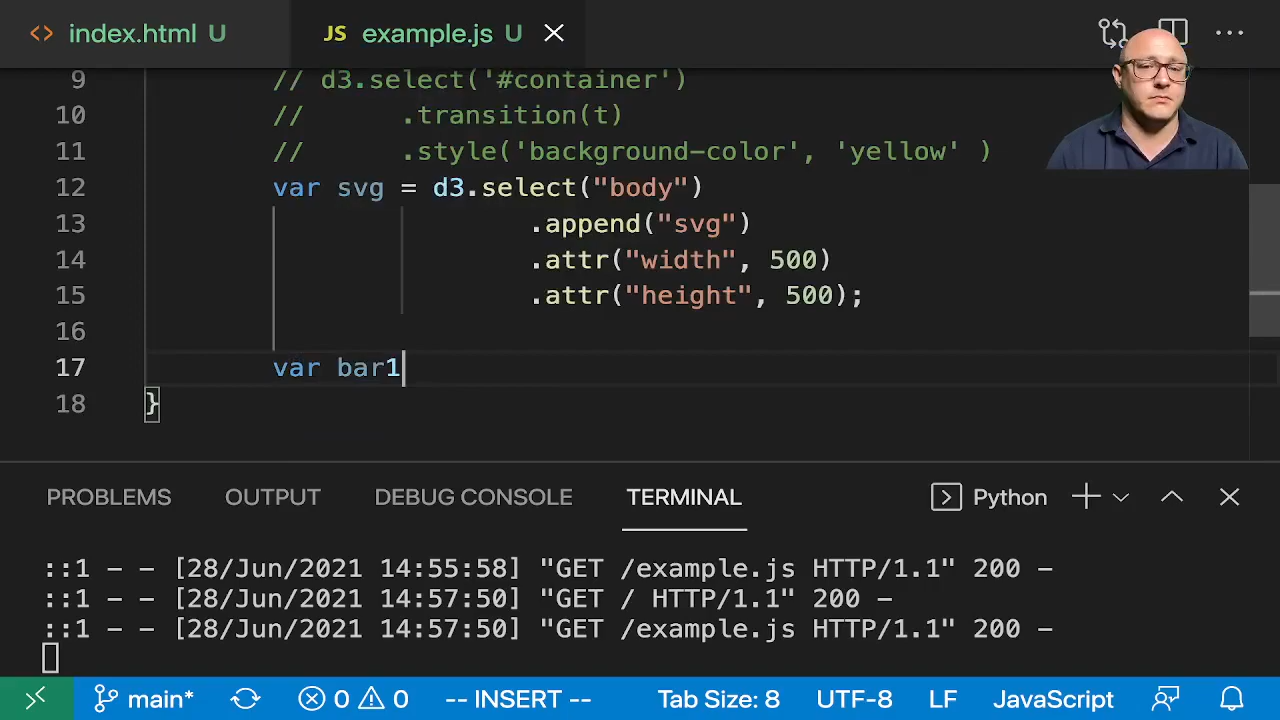 <> index.html U JS example.js U ×
9 // d3.select('#container')
10 // .transition(t)
11 // .style('background-color', 'yellow' )
12 var svg = d3.select("body")
13 .append("svg")
14 .attr("width", 500)
15 .attr("height", 500);
16
17 var bar1
18 }
PROBLEMS OUTPUT DEBUG CONSOLE TERMINAL Python
::1 - - [28/Jun/2021 14:55:58] "GET /example.js HTTP/1.1" 200 -
::1 - - [28/Jun/2021 14:57:50] "GET / HTTP/1.1" 200 -
::1 - - [28/Jun/2021 14:57:50] "GET /example.js HTTP/1.1" 200 -
main* 0 0 -- INSERT -- Tab Size: 8 UTF-8 LF JavaScript